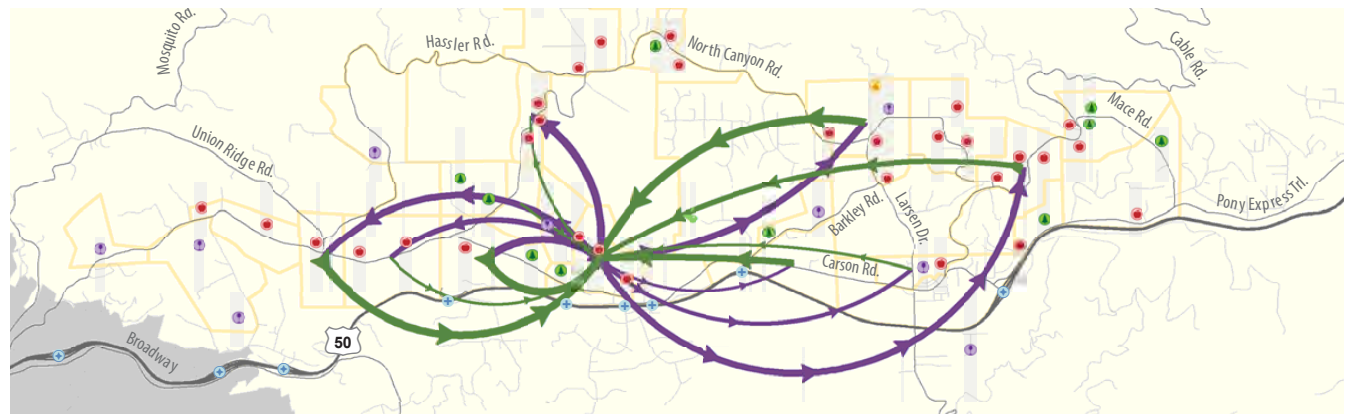 Mosquito Rd.
Hassler Rd.
North Canyon Rd.
Cable Rd.
Mace Rd.
Union Ridge Rd.
Barkley Rd.
Larsen Dr.
Pony Express Trl.
Carson Rd.
50
Broadway